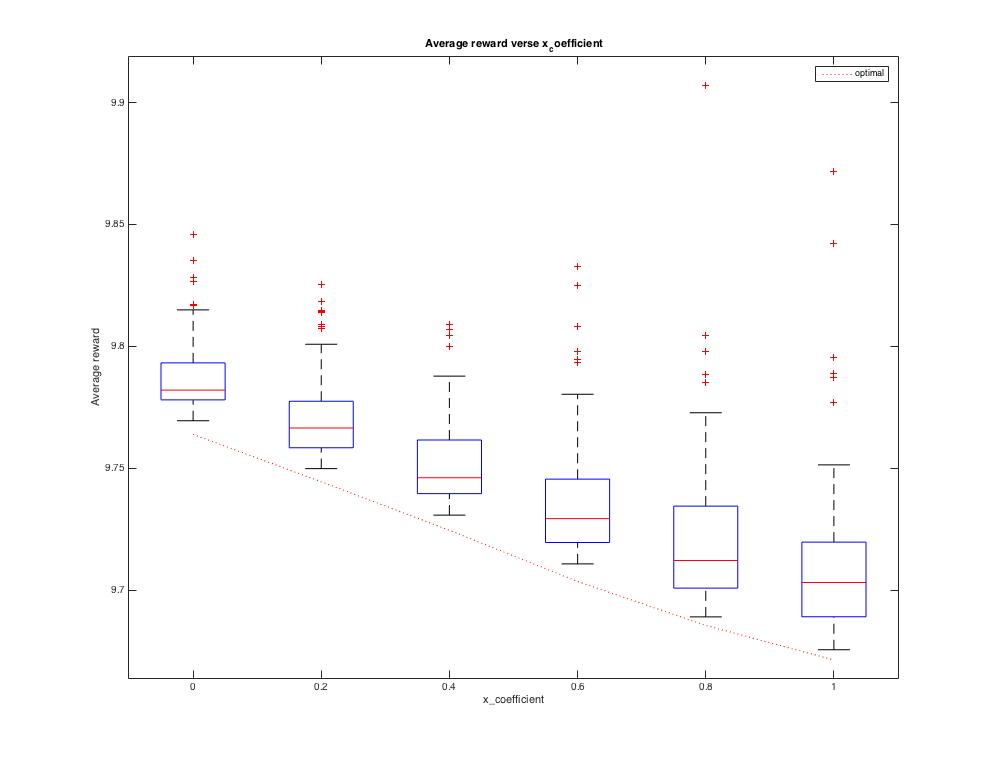 Average reward verse x_coefficient
optimal
9.9
9.85
9.8
9.75
9.7
Average reward
0 0.2 0.4 0.6 0.8 1
x_coefficient